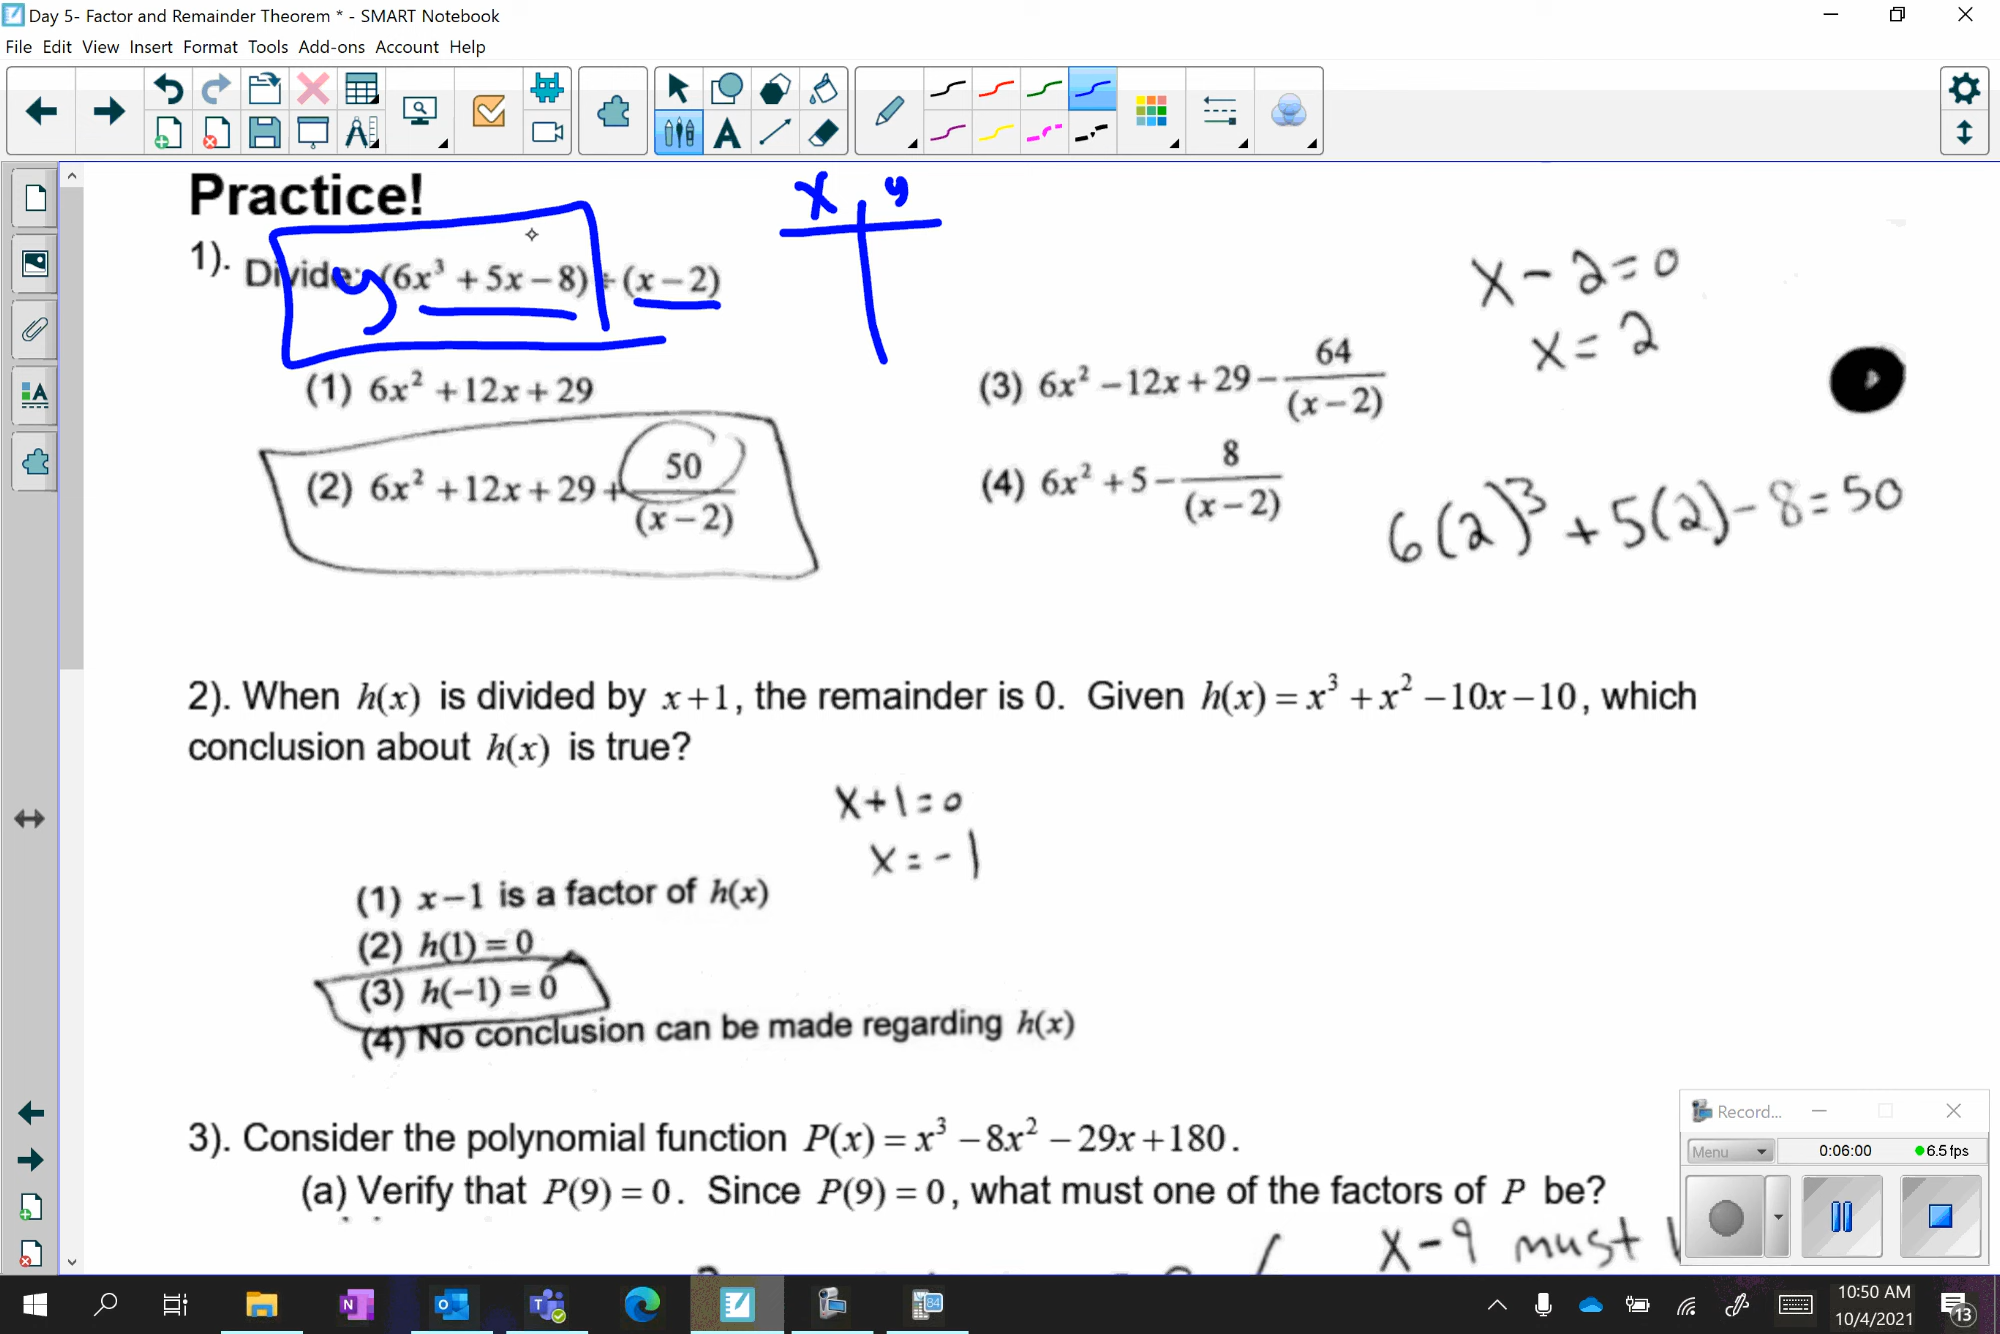 Day 5- Factor and Remainder Theorem * - SMART Notebook
File Edit View Insert Format Tools Add-ons Account Help
Practice!
x y
1). Divide: (6x³ + 5x – 8) ÷ (x – 2)
y
x - 2 = 0
x = 2
(1) 6x² + 12x + 29
(3) 6x² – 12x + 29 – 64/(x – 2)
(2) 6x² + 12x + 29 + 50/(x – 2)
(4) 6x² + 5 – 8/(x – 2)
6(2)³ + 5(2) - 8 = 50
2). When h(x) is divided by x + 1, the remainder is 0. Given h(x) = x³ + x² – 10x – 10, which
conclusion about h(x) is true?
x + 1 = 0
x = -1
(1) x – 1 is a factor of h(x)
(2) h(1) = 0
(3) h(–1) = 0
(4) No conclusion can be made regarding h(x)
3). Consider the polynomial function P(x) = x³ – 8x² – 29x + 180.
(a) Verify that P(9) = 0. Since P(9) = 0, what must one of the factors of P be?
x - 9 must
Record...
Menu 0:06:00 6.5 fps
10:50 AM
10/4/2021
13